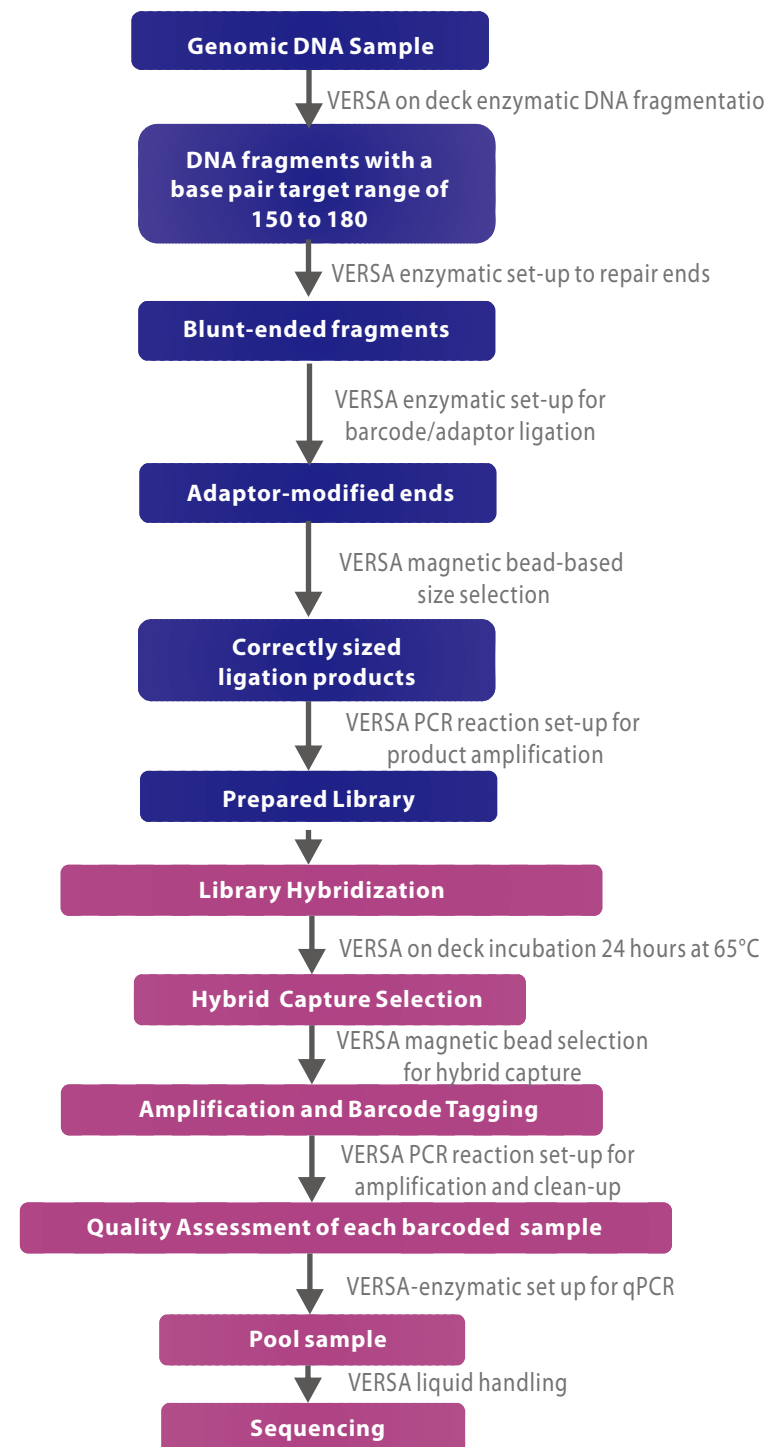 Genomic DNA Sample
VERSA on deck enzymatic DNA fragmentatio
DNA fragments with a
base pair target range of
150 to 180
VERSA enzymatic set-up to repair ends
Blunt-ended fragments
VERSA enzymatic set-up for
barcode/adaptor ligation
Adaptor-modified ends
VERSA magnetic bead-based
size selection
Correctly sized
ligation products
VERSA PCR reaction set-up for
product amplification
Prepared Library
Library Hybridization
VERSA on deck incubation 24 hours at 65°C
Hybrid Capture Selection
VERSA magnetic bead selection
for hybrid capture
Amplification and Barcode Tagging
VERSA PCR reaction set-up for
amplification and clean-up
Quality Assessment of each barcoded sample
VERSA-enzymatic set up for qPCR
Pool sample
VERSA liquid handling
Sequencing